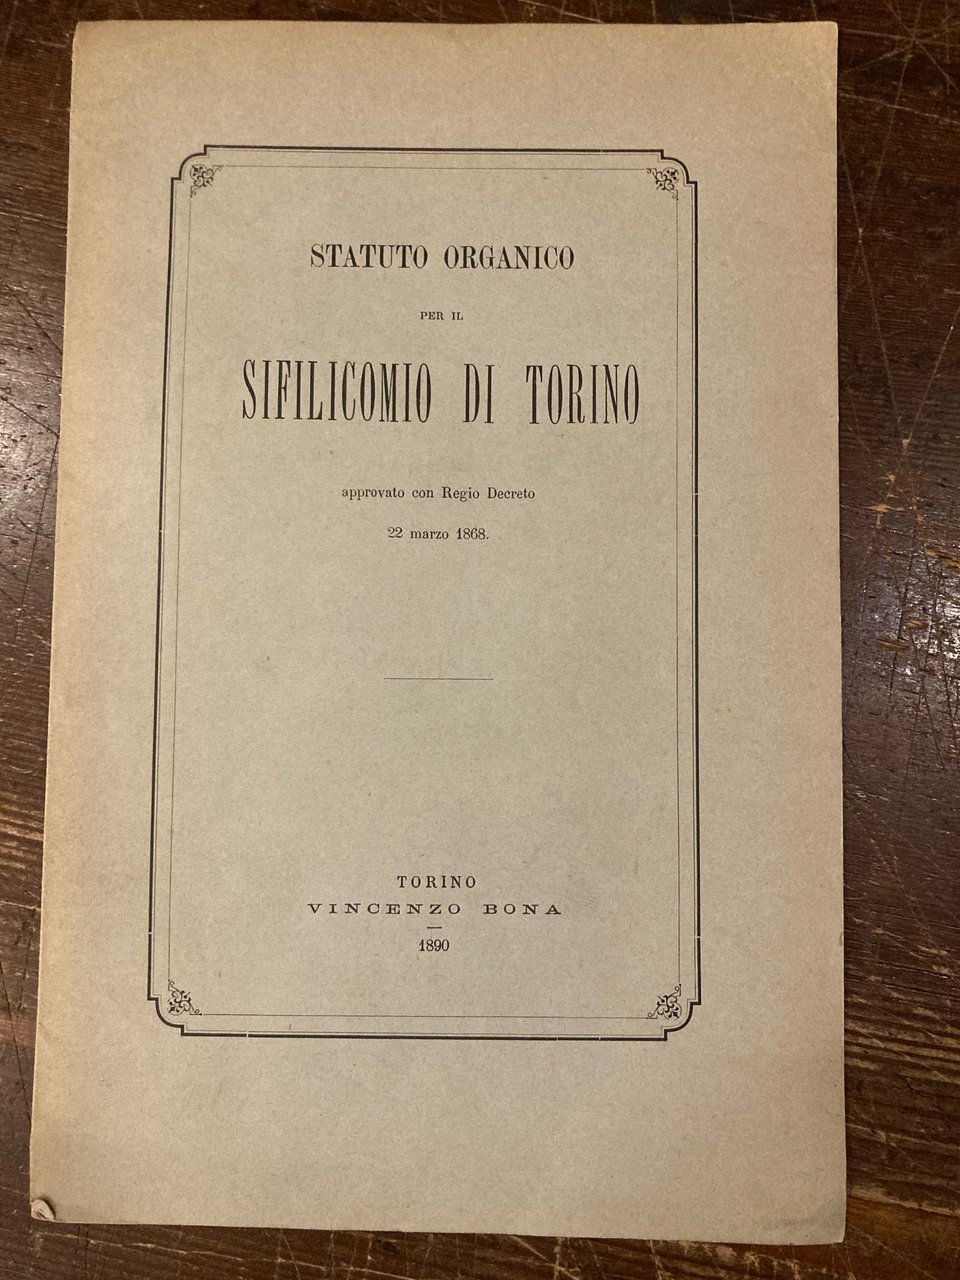 STATUTO ORGANICO
PER IL
SIFILICOMIO DI TORINO
approvato con Regio Decreto
22 marzo 1868.
TORINO
VINCENZO BONA
1890